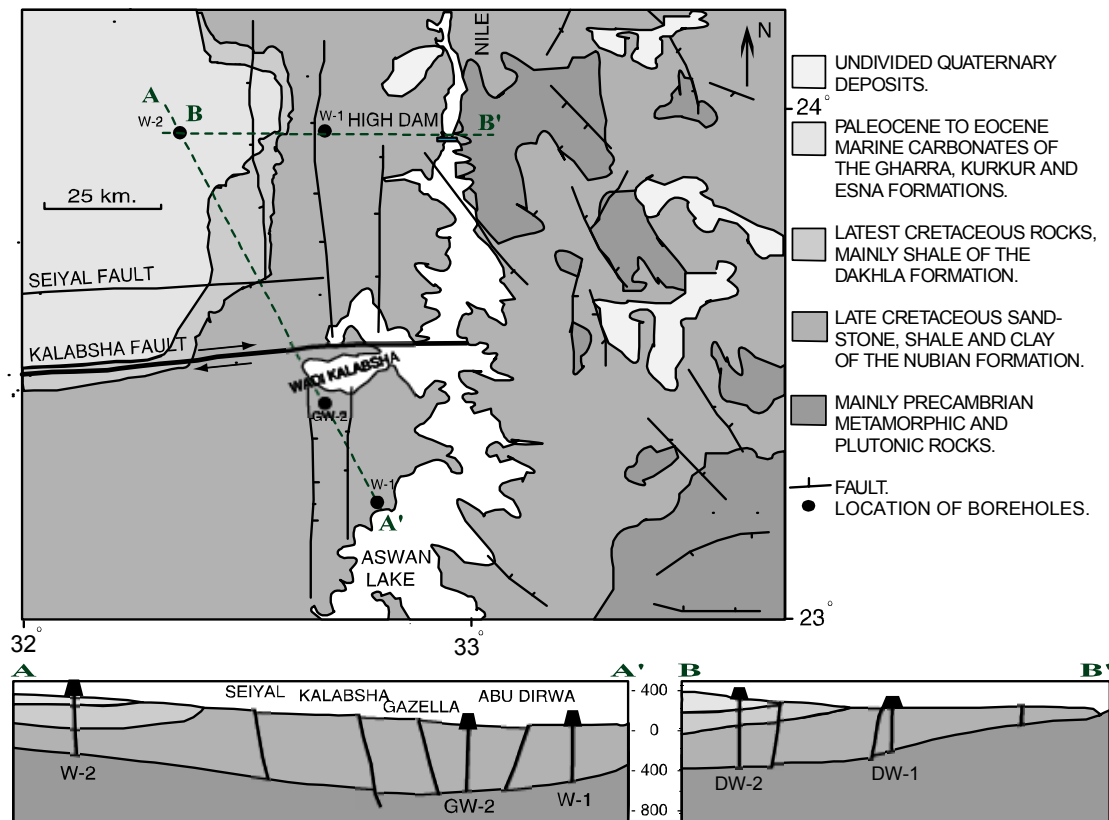 NILE
N
A
B
W-2
W-1
HIGH DAM
B'
24°
25 km.
SEIYAL FAULT
KALABSHA FAULT
WADI KALABSHA
GW-2
W-1
A'
ASWAN
LAKE
32°
33°
23°
UNDIVIDED QUATERNARY
DEPOSITS.
PALEOCENE TO EOCENE
MARINE CARBONATES OF
THE GHARRA, KURKUR AND
ESNA FORMATIONS.
LATEST CRETACEOUS ROCKS,
MAINLY SHALE OF THE
DAKHLA FORMATION.
LATE CRETACEOUS SAND-
STONE, SHALE AND CLAY
OF THE NUBIAN FORMATION.
MAINLY PRECAMBRIAN
METAMORPHIC AND
PLUTONIC ROCKS.
FAULT.
LOCATION OF BOREHOLES.
A
A'
SEIYAL
KALABSHA
GAZELLA
ABU DIRWA
W-2
GW-2
W-1
B
B'
- 400
- 0
- 400
- 800
DW-2
DW-1